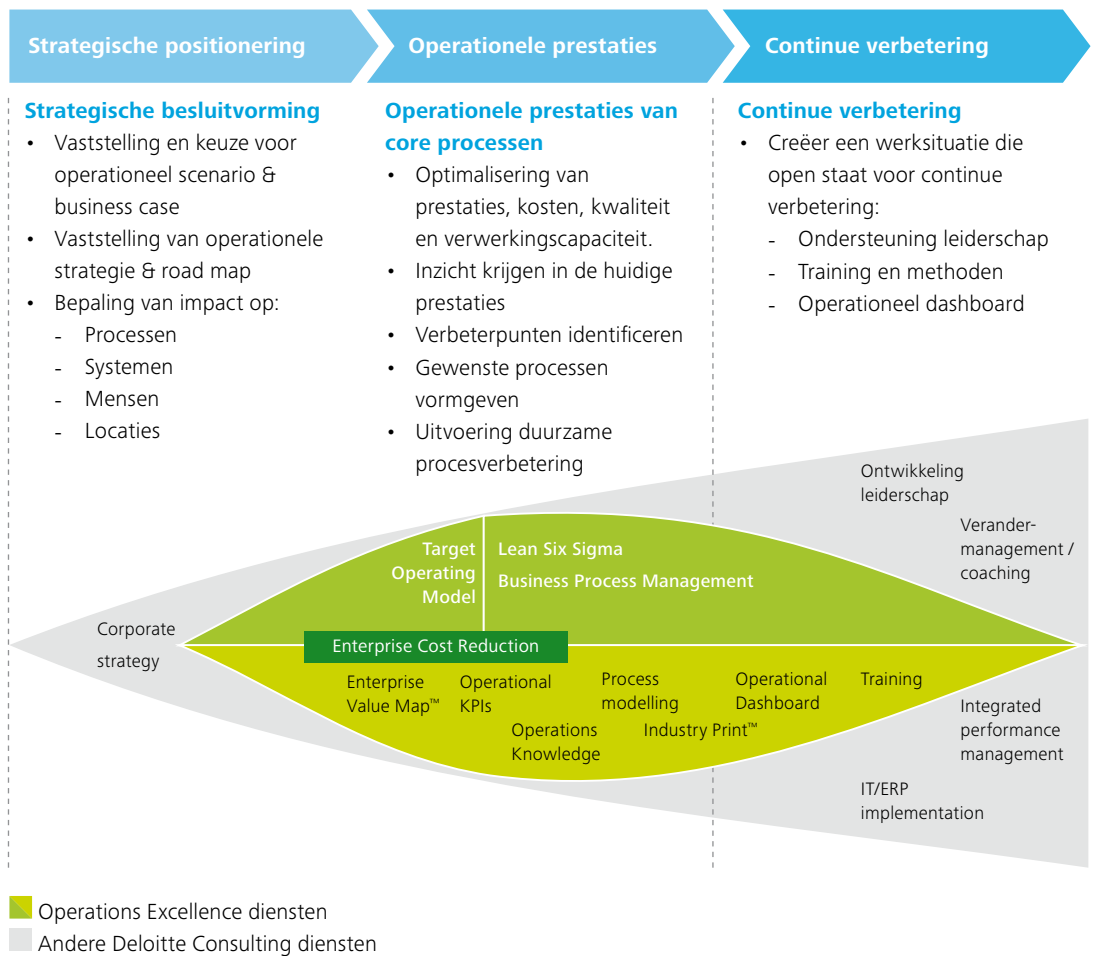 Strategische positionering
Operationele prestaties
Continue verbetering
Strategische besluitvorming
• Vaststelling en keuze voor
operationeel scenario &
business case
• Vaststelling van operationele
strategie & road map
• Bepaling van impact op:
- Processen
- Systemen
- Mensen
- Locaties
Operationele prestaties van
core processen
• Optimalisering van
prestaties, kosten, kwaliteit
en verwerkingscapaciteit.
• Inzicht krijgen in de huidige
prestaties
• Verbeterpunten identificeren
• Gewenste processen
vormgeven
• Uitvoering duurzame
procesverbetering
Continue verbetering
• Creëer een werksituatie die
open staat voor continue
verbetering:
- Ondersteuning leiderschap
- Training en methoden
- Operationeel dashboard
Corporate
strategy
Target
Operating
Model
Lean Six Sigma
Business Process Management
Enterprise Cost Reduction
Enterprise
Value Map™
Operational
KPIs
Operations
Knowledge
Process
modelling
Industry Print™
Operational
Dashboard
Training
Ontwikkeling
leiderschap
Verander-
management /
coaching
Integrated
performance
management
IT/ERP
implementation
Operations Excellence diensten
Andere Deloitte Consulting diensten